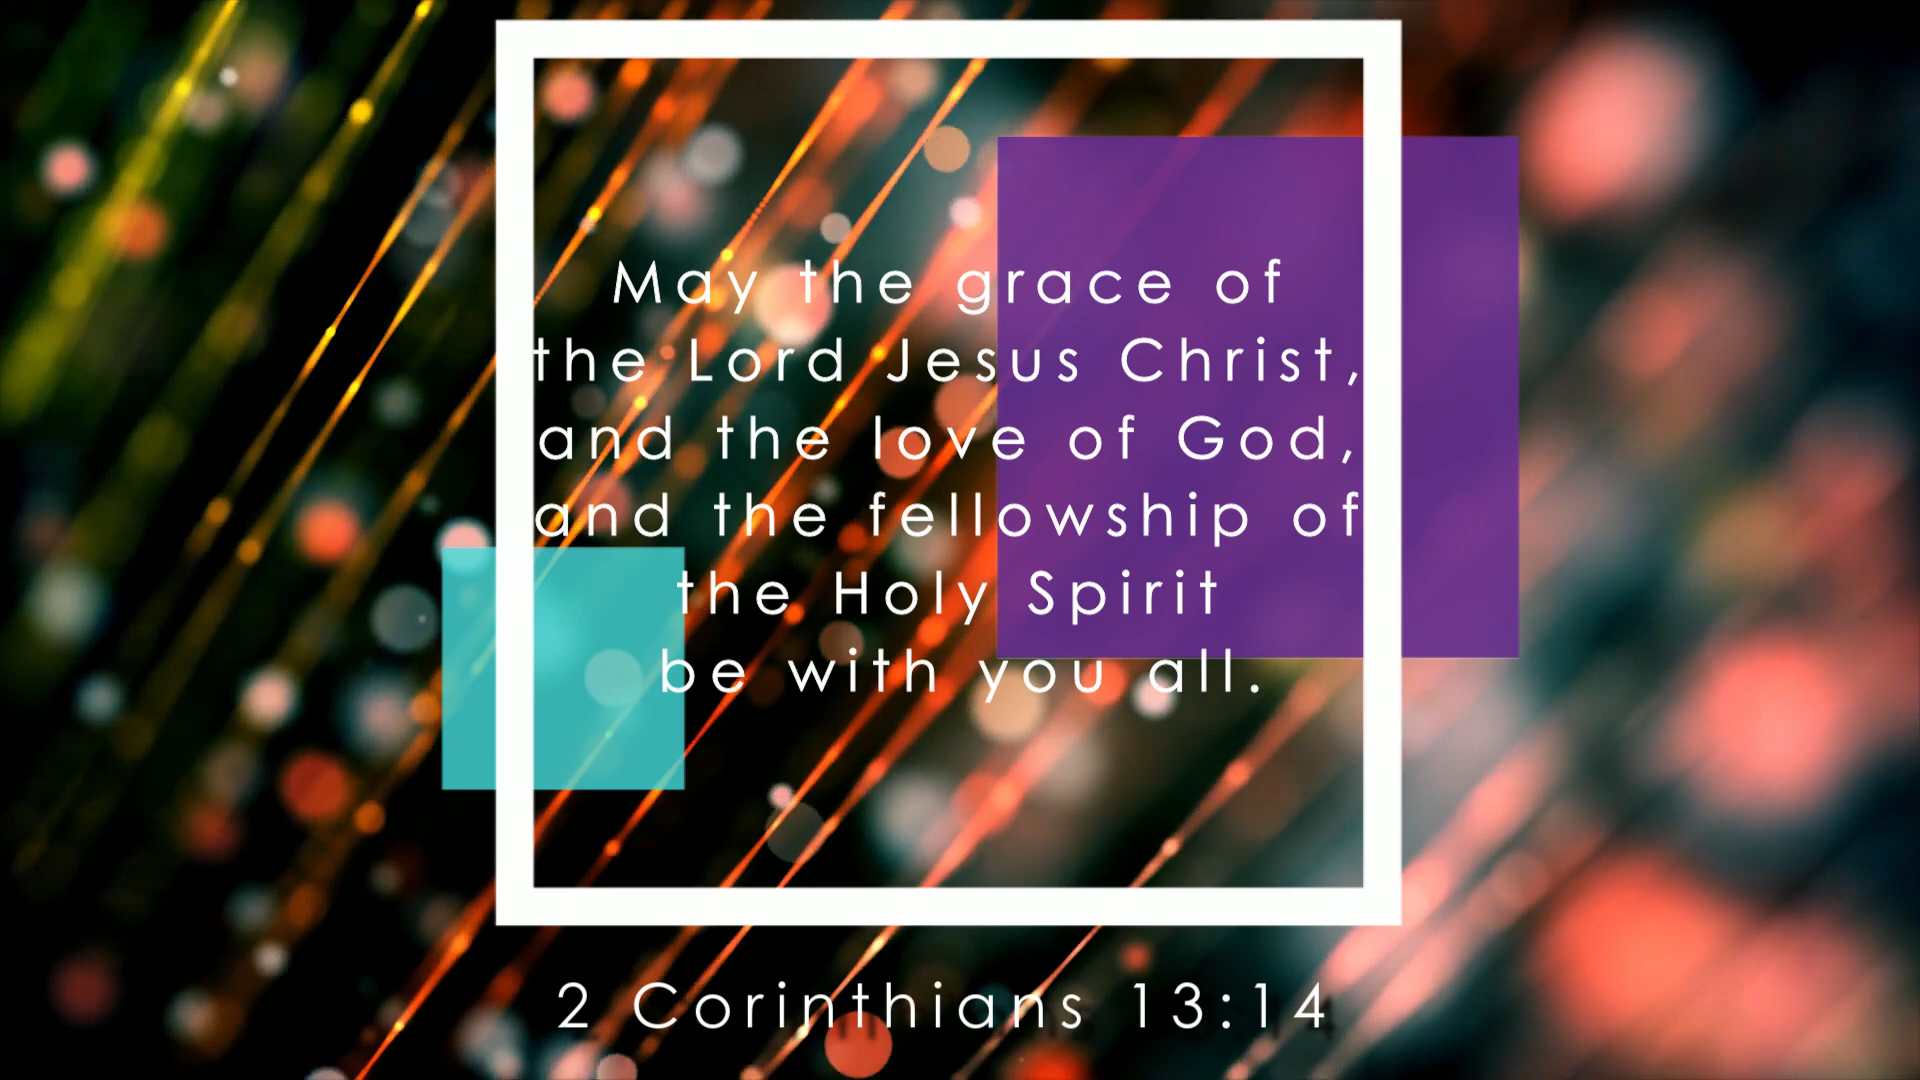 May the grace of
the Lord Jesus Christ,
and the love of God,
and the fellowship of
the Holy Spirit
be with you all.
2 Corinthians 13:14